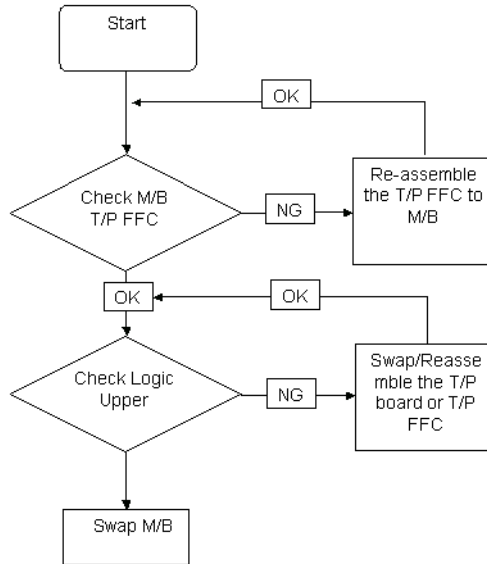 Start
OK
Check M/B
T/P FFC
NG
Re-assemble
the T/P FFC to
M/B
OK
OK
Check Logic
Upper
NG
Swap/Reasse
mble the T/P
board or T/P
FFC
Swap M/B